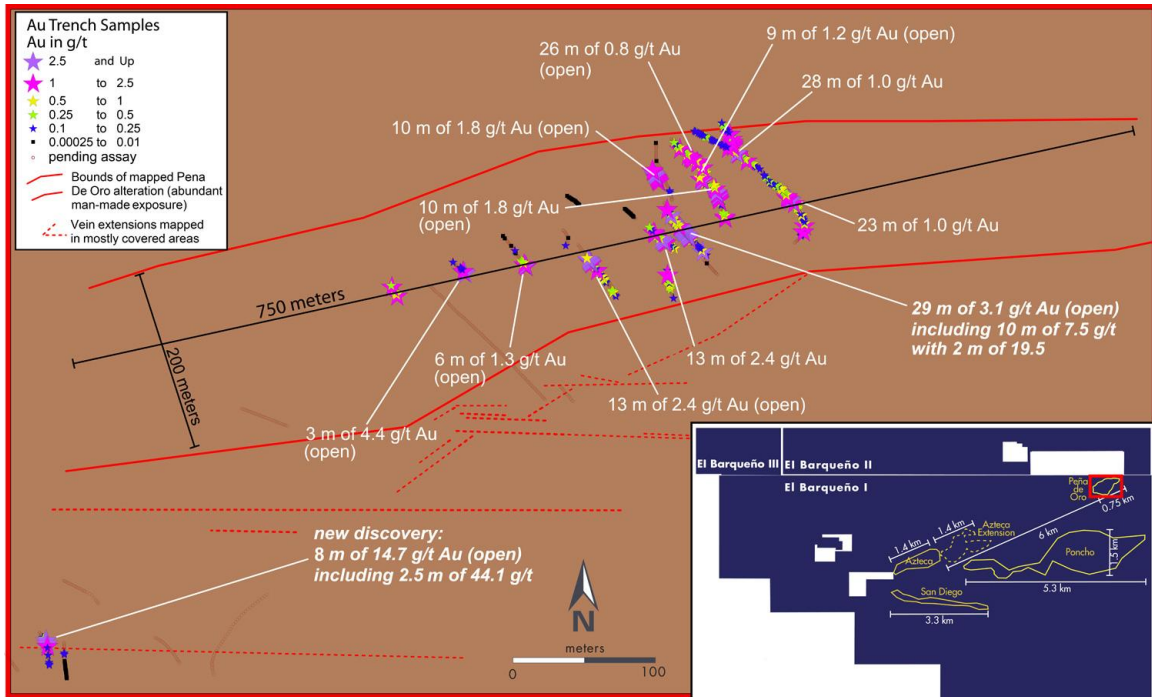 Au Trench Samples
Au in g/t
2.5 and Up
1 to 2.5
0.5 to 1
0.25 to 0.5
0.1 to 0.25
0.00025 to 0.01
pending assay
Bounds of mapped Pena
De Oro alteration (abundant
man-made exposure)
Vein extensions mapped
in mostly covered areas
26 m of 0.8 g/t Au
(open)
9 m of 1.2 g/t Au (open)
28 m of 1.0 g/t Au
10 m of 1.8 g/t Au (open)
10 m of 1.8 g/t Au
(open)
23 m of 1.0 g/t Au
750 meters
200 meters
29 m of 3.1 g/t Au (open)
including 10 m of 7.5 g/t
with 2 m of 19.5
6 m of 1.3 g/t Au
(open)
13 m of 2.4 g/t Au
13 m of 2.4 g/t Au (open)
3 m of 4.4 g/t Au
(open)
new discovery:
8 m of 14.7 g/t Au (open)
including 2.5 m of 44.1 g/t
N
meters
0 100
El Barqueño III
El Barqueño II
El Barqueño I
Peña
de
Oro
0.75 km
1.4 km
1.4 km
Azteca
Extension
6 km
Azteca
Poncho
1.5 km
5.3 km
San Diego
3.3 km